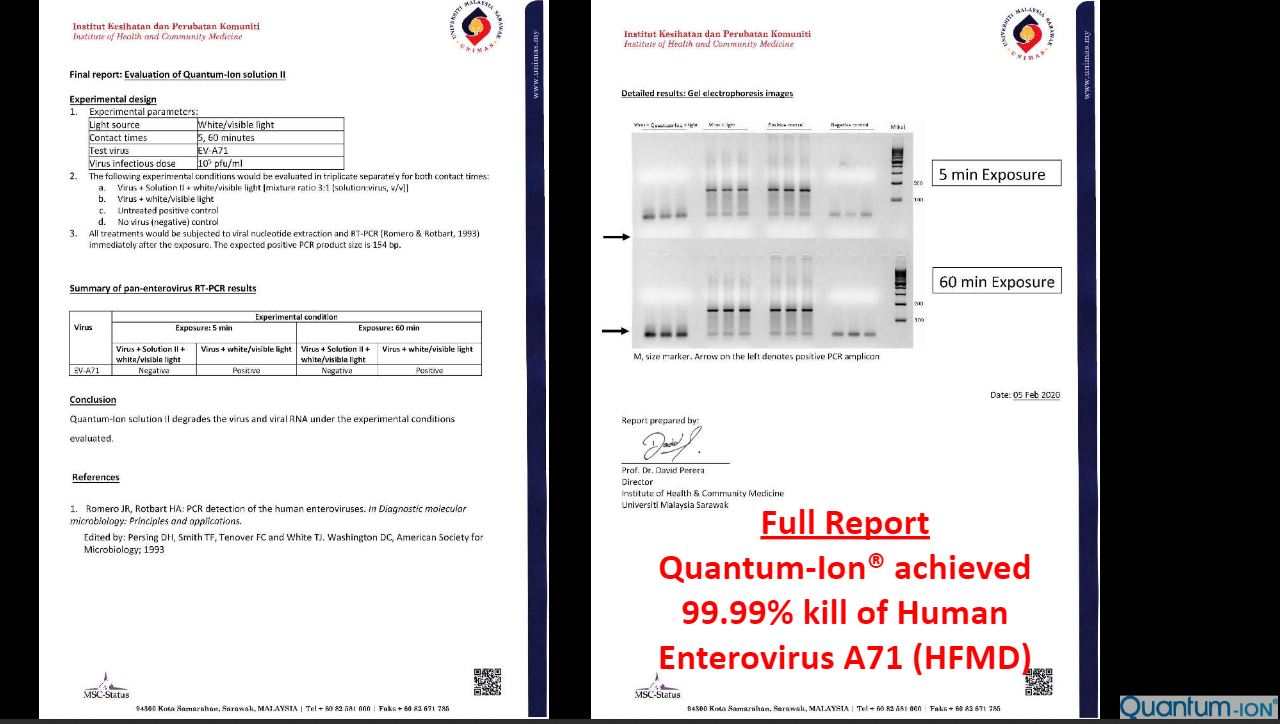 Institut Kesihatan dan Perubatan Komuniti
Institute of Health and Community Medicine
UNIVERSITI MALAYSIA SARAWAK
UNIMAS
www.unimas.my
Final report: Evaluation of Quantum-Ion solution II
Experimental design
1. Experimental parameters:
Light source White/visible light
Contact times 5, 60 minutes
Test virus EV-A71
Virus infectious dose 10⁵ pfu/ml
2. The following experimental conditions would be evaluated in triplicate separately for both contact times:
a. Virus + Solution II + white/visible light [mixture ratio 3:1 (solution:virus, v/v)]
b. Virus + white/visible light
c. Untreated positive control
d. No virus (negative) control
3. All treatments would be subjected to viral nucleotide extraction and RT-PCR (Romero & Rotbart, 1993)
immediately after the exposure. The expected positive PCR product size is 154 bp.
Summary of pan-enterovirus RT-PCR results
Virus
Experimental condition
Exposure: 5 min Exposure: 60 min
Virus + Solution II + white/visible light Virus + white/visible light Virus + Solution II + white/visible light Virus + white/visible light
EV-A71 Negative Positive Negative Positive
Conclusion
Quantum-Ion solution II degrades the virus and viral RNA under the experimental conditions
evaluated.
References
1. Romero JR, Rotbart HA: PCR detection of the human enteroviruses. In Diagnostic molecular
microbiology: Principles and applications.
Edited by: Persing DH, Smith TF, Tenover FC and White TJ. Washington DC, American Society for
Microbiology; 1993
MSC-Status
94300 Kota Samarahan, Sarawak, MALAYSIA | Tel + 60 82 581 000 | Faks + 60 82 671 785
Institut Kesihatan dan Perubatan Komuniti
Institute of Health and Community Medicine
UNIVERSITI MALAYSIA SARAWAK
UNIMAS
www.unimas.my
Detailed results: Gel electrophoresis images
Virus + Quantum-Ion + light Virus + light Positive control Negative control
5 min Exposure
200
100
60 min Exposure
200
100
M, size marker. Arrow on the left denotes positive PCR amplicon
Date: 05 Feb 2020
Report prepared by:
Prof. Dr. David Perera
Director
Institute of Health & Community Medicine
Universiti Malaysia Sarawak
Full Report
Quantum-Ion® achieved
99.99% kill of Human
Enterovirus A71 (HFMD)
MSC-Status
94300 Kota Samarahan, Sarawak, MALAYSIA | Tel + 60 82 581 000 | Faks + 60 82 671 785
Quantum-ION®